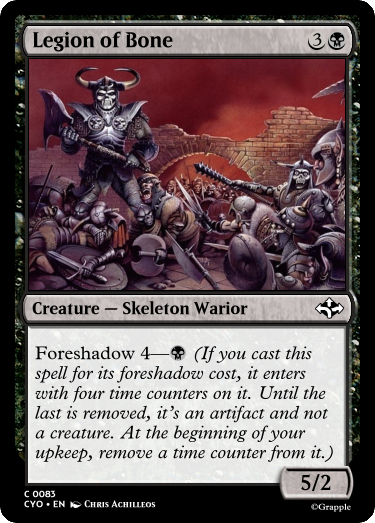 Legion of Bone 3
Creature — Skeleton Warior
Foreshadow 4— (If you cast this
spell for its foreshadow cost, it enters
with four time counters on it. Until the
last is removed, it's an artifact and not
a creature. At the beginning of your
upkeep, remove a time counter from it.)
5/2
C 0083
CYO • EN Chris Achilleos
©Grapple